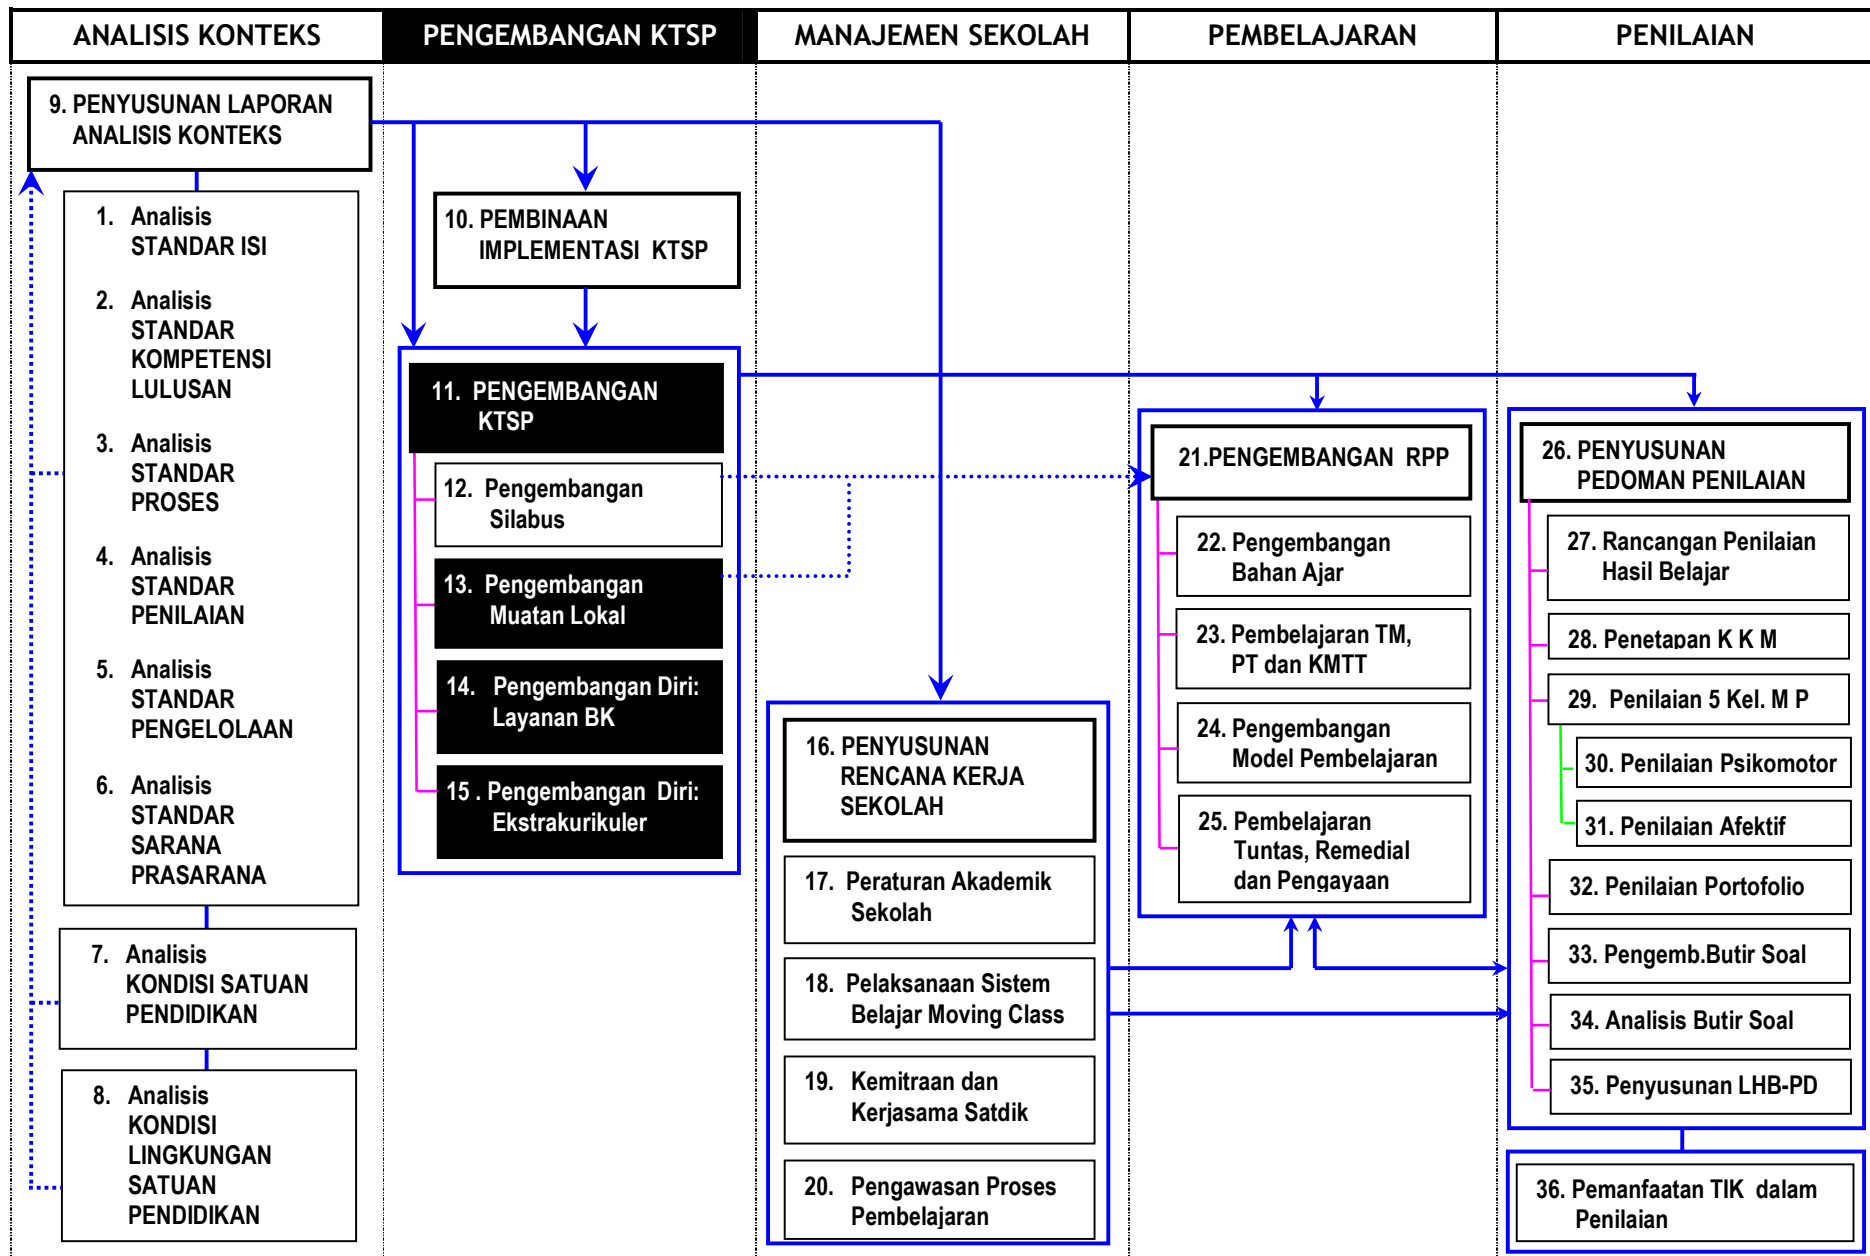 ANALISIS KONTEKS
PENGEMBANGAN KTSP
MANAJEMEN SEKOLAH
PEMBELAJARAN
PENILAIAN
9. PENYUSUNAN LAPORAN
ANALISIS KONTEKS
1. Analisis
STANDAR ISI
2. Analisis
STANDAR
KOMPETENSI
LULUSAN
3. Analisis
STANDAR
PROSES
4. Analisis
STANDAR
PENILAIAN
5. Analisis
STANDAR
PENGELOLAAN
6. Analisis
STANDAR
SARANA
PRASARANA
7. Analisis
KONDISI SATUAN
PENDIDIKAN
8. Analisis
KONDISI
LINGKUNGAN
SATUAN
PENDIDIKAN
10. PEMBINAAN
IMPLEMENTASI KTSP
11. PENGEMBANGAN
KTSP
12. Pengembangan
Silabus
13. Pengembangan
Muatan Lokal
14. Pengembangan Diri:
Layanan BK
15 . Pengembangan Diri:
Ekstrakurikuler
16. PENYUSUNAN
RENCANA KERJA
SEKOLAH
17. Peraturan Akademik
Sekolah
18. Pelaksanaan Sistem
Belajar Moving Class
19. Kemitraan dan
Kerjasama Satdik
20. Pengawasan Proses
Pembelajaran
21.PENGEMBANGAN RPP
22. Pengembangan
Bahan Ajar
23. Pembelajaran TM,
PT dan KMTT
24. Pengembangan
Model Pembelajaran
25. Pembelajaran
Tuntas, Remedial
dan Pengayaan
26. PENYUSUNAN
PEDOMAN PENILAIAN
27. Rancangan Penilaian
Hasil Belajar
28. Penetapan K K M
29. Penilaian 5 Kel. M P
30. Penilaian Psikomotor
31. Penilaian Afektif
32. Penilaian Portofolio
33. Pengemb.Butir Soal
34. Analisis Butir Soal
35. Penyusunan LHB-PD
36. Pemanfaatan TIK dalam
Penilaian